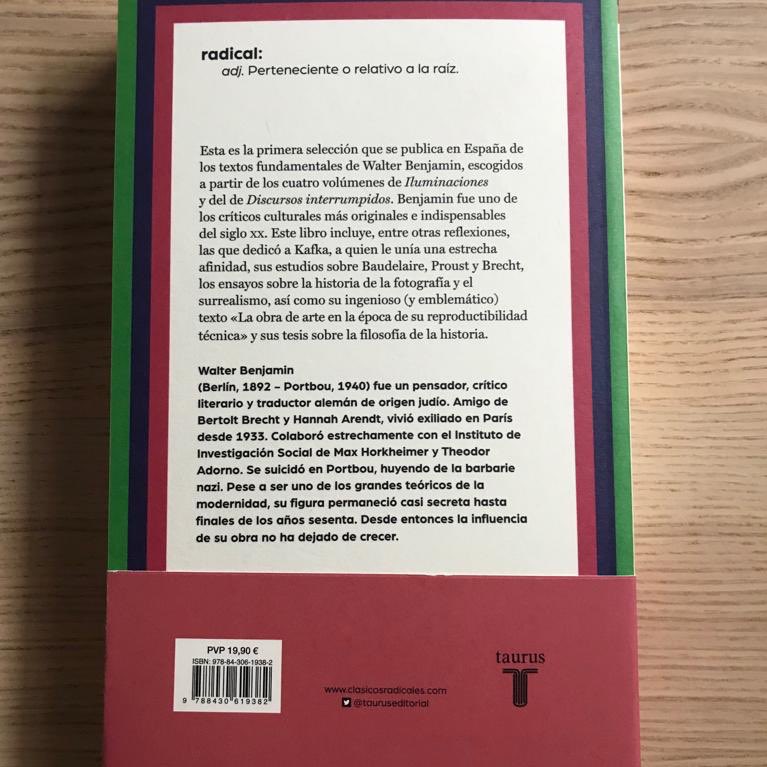 radical:
adj. Perteneciente o relativo a la raíz.
Esta es la primera selección que se publica en España de
los textos fundamentales de Walter Benjamin, escogidos
a partir de los cuatro volúmenes de Iluminaciones
y del de Discursos interrumpidos. Benjamin fue uno de
los críticos culturales más originales e indispensables
del siglo XX. Este libro incluye, entre otras reflexiones,
las que dedicó a Kafka, a quien le unía una estrecha
afinidad, sus estudios sobre Baudelaire, Proust y Brecht,
los ensayos sobre la historia de la fotografía y el
surrealismo, así como su ingenioso (y emblemático)
texto «La obra de arte en la época de su reproductibilidad
técnica» y sus tesis sobre la filosofía de la historia.
Walter Benjamin
(Berlín, 1892 – Portbou, 1940) fue un pensador, crítico
literario y traductor alemán de origen judío. Amigo de
Bertolt Brecht y Hannah Arendt, vivió exiliado en París
desde 1933. Colaboró estrechamente con el Instituto de
Investigación Social de Max Horkheimer y Theodor
Adorno. Se suicidó en Portbou, huyendo de la barbarie
nazi. Pese a ser uno de los grandes teóricos de la
modernidad, su figura permaneció casi secreta hasta
finales de los años sesenta. Desde entonces la influencia
de su obra no ha dejado de crecer.
PVP 19,90 €
ISBN: 978-84-306-1938-2
9 788430 619382
www.clasicosradicales.com
@tauruseditorial
taurus